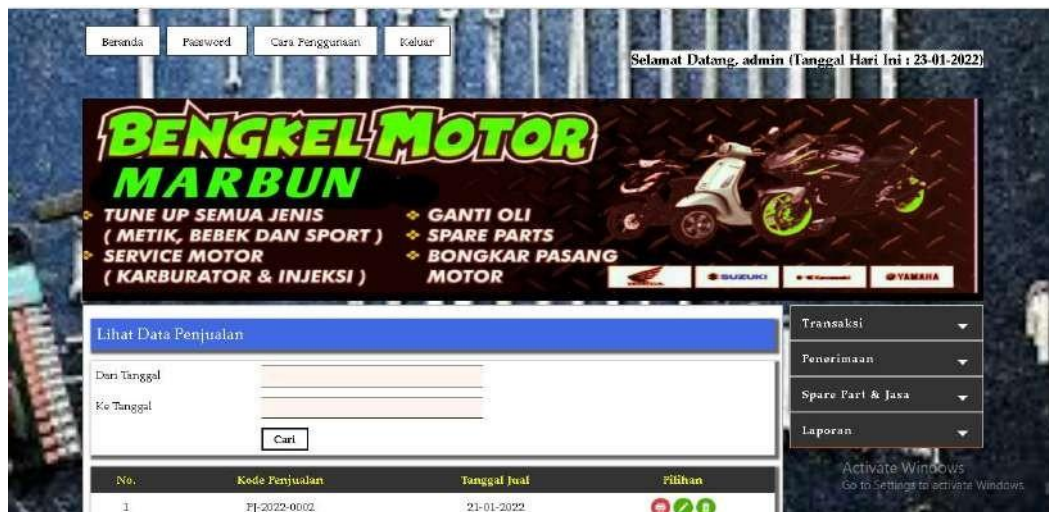 Beranda Password Cara Penggunaan Keluar
Selamat Datang, admin (Tanggal Hari Ini : 23-01-2022)
BENGKEL MOTOR
MARBUN
TUNE UP SEMUA JENIS
( METIK, BEBEK DAN SPORT )
SERVICE MOTOR
( KARBURATOR & INJEKSI )
GANTI OLI
SPARE PARTS
BONGKAR PASANG
MOTOR
HONDA SUZUKI Kawasaki YAMAHA
Lihat Data Penjualan
Dari Tanggal
Ke Tanggal
Cari
Transaksi
Penerimaan
Spare Part & Jasa
Laporan
No. Kode Penjualan Tanggal Jual Pilihan
1 PJ-2022-0002 21-01-2022
Activate Windows
Go to Settings to activate Windows.